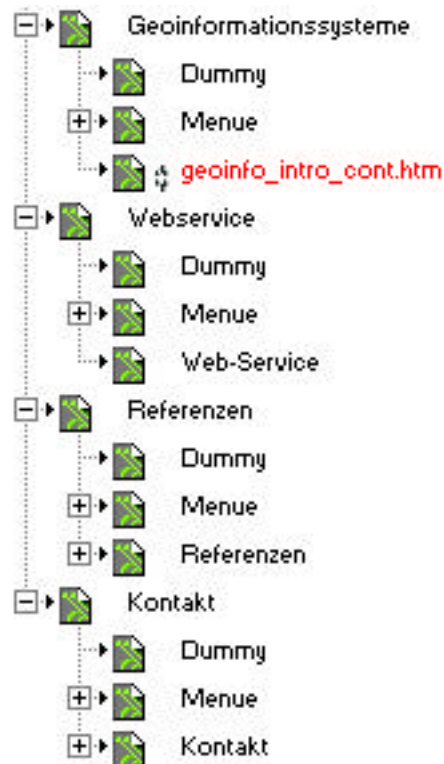 Geoinformationssysteme
Dummy
Menue
geoinfo_intro_cont.htm
Webservice
Dummy
Menue
Web-Service
Referenzen
Dummy
Menue
Referenzen
Kontakt
Dummy
Menue
Kontakt